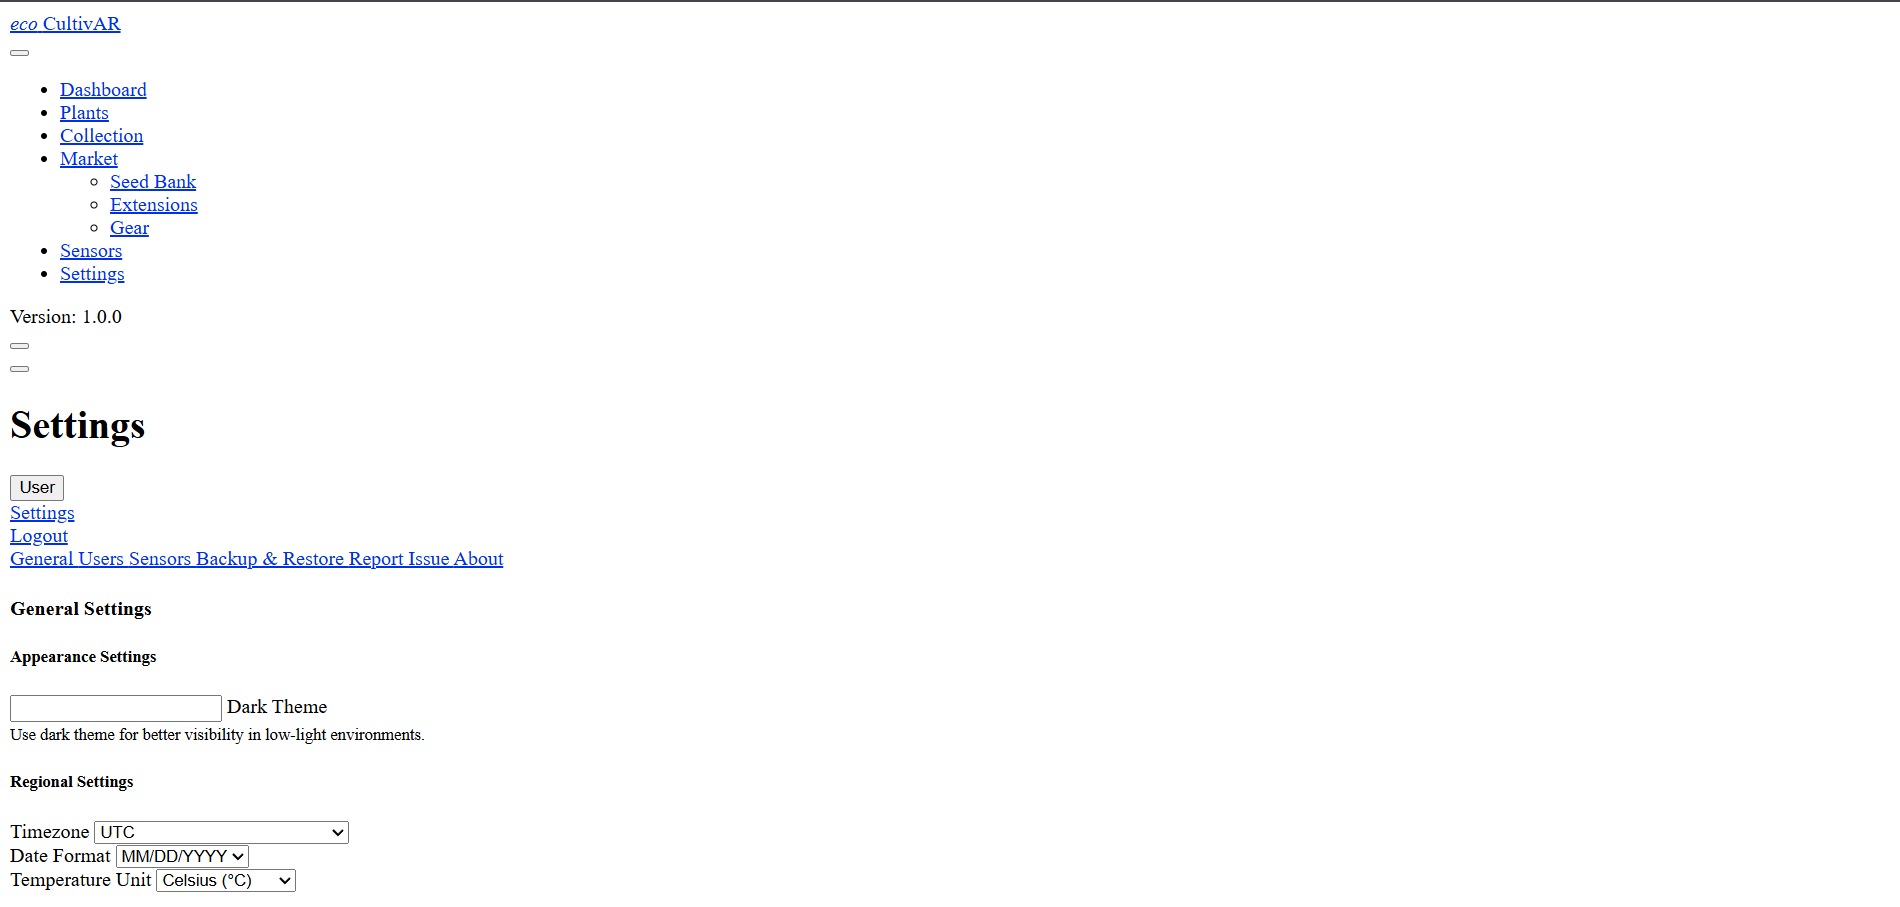 eco CultivAR
Dashboard
Plants
Collection
Market
Seed Bank
Extensions
Gear
Sensors
Settings
Version: 1.0.0
Settings
User
Settings
Logout
General Users Sensors Backup & Restore Report Issue About
General Settings
Appearance Settings
Dark Theme
Use dark theme for better visibility in low-light environments.
Regional Settings
Timezone UTC
Date Format MM/DD/YYYY
Temperature Unit Celsius (°C)